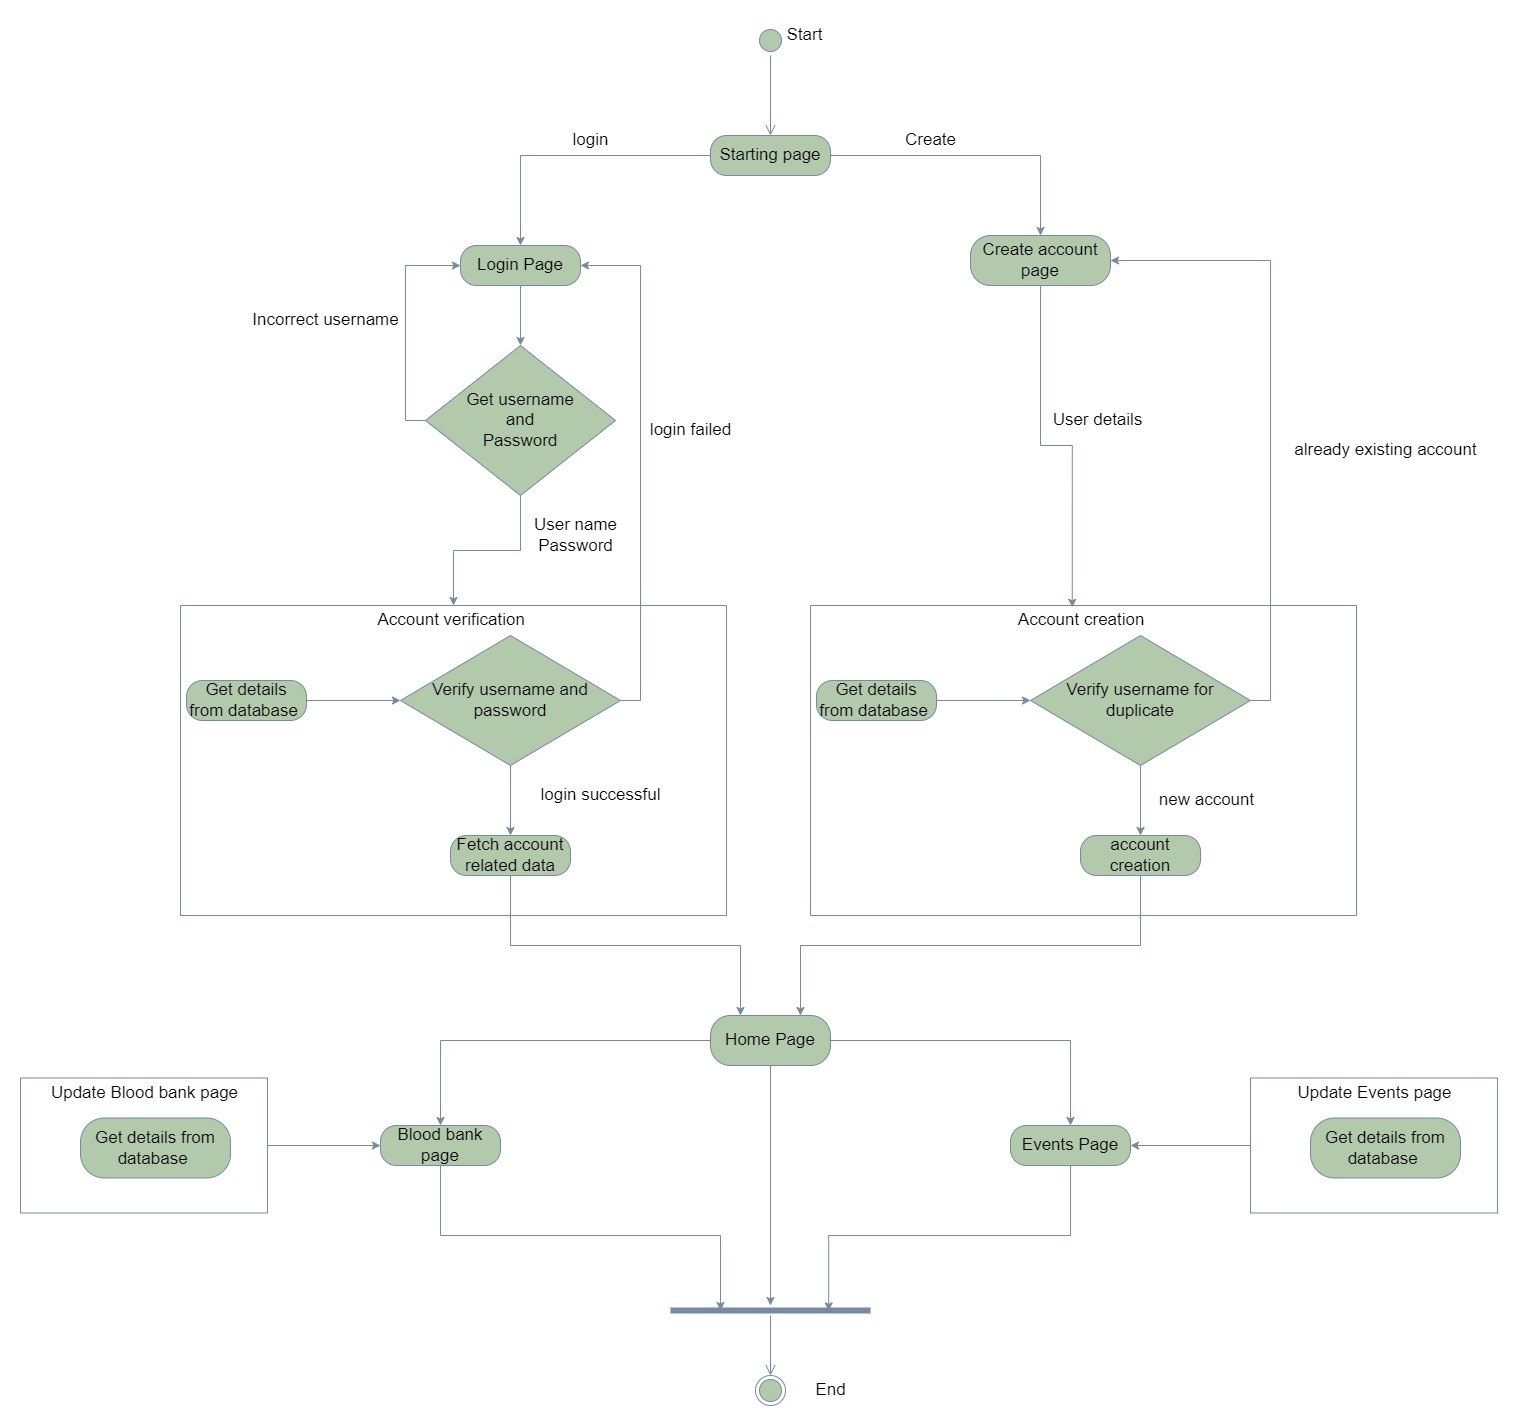 Start
Starting page
login
Create
Login Page
Create account
page
Incorrect username
Get username
and
Password
login failed
User details
already existing account
User name
Password
Account verification
Get details
from database
Verify username and
password
login successful
Fetch account
related data
Account creation
Get details
from database
Verify username for
duplicate
new account
account
creation
Home Page
Update Blood bank page
Get details from
database
Blood bank
page
Events Page
Update Events page
Get details from
database
End